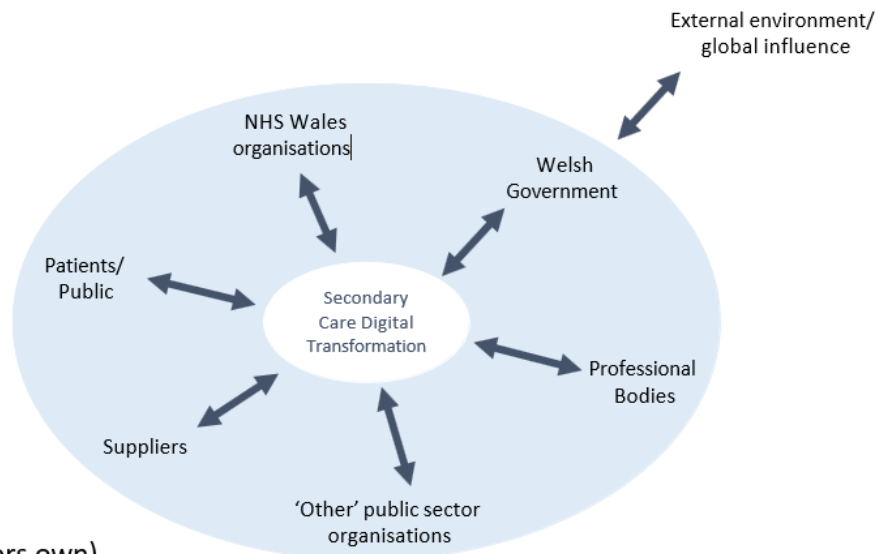 External environment/
global influence
NHS Wales
organisations
Welsh
Government
Patients/
Public
Secondary
Care Digital
Transformation
Professional
Bodies
Suppliers
‘Other’ public sector
organisations
own)